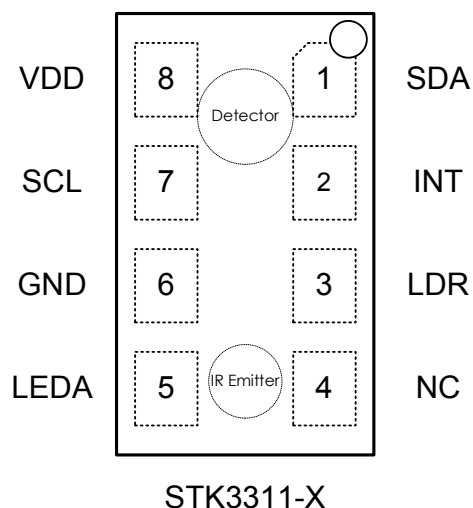 VDD 8 1 SDA
Detector
SCL 7 2 INT
GND 6 3 LDR
LEDA 5 IR Emitter 4 NC
STK3311-X